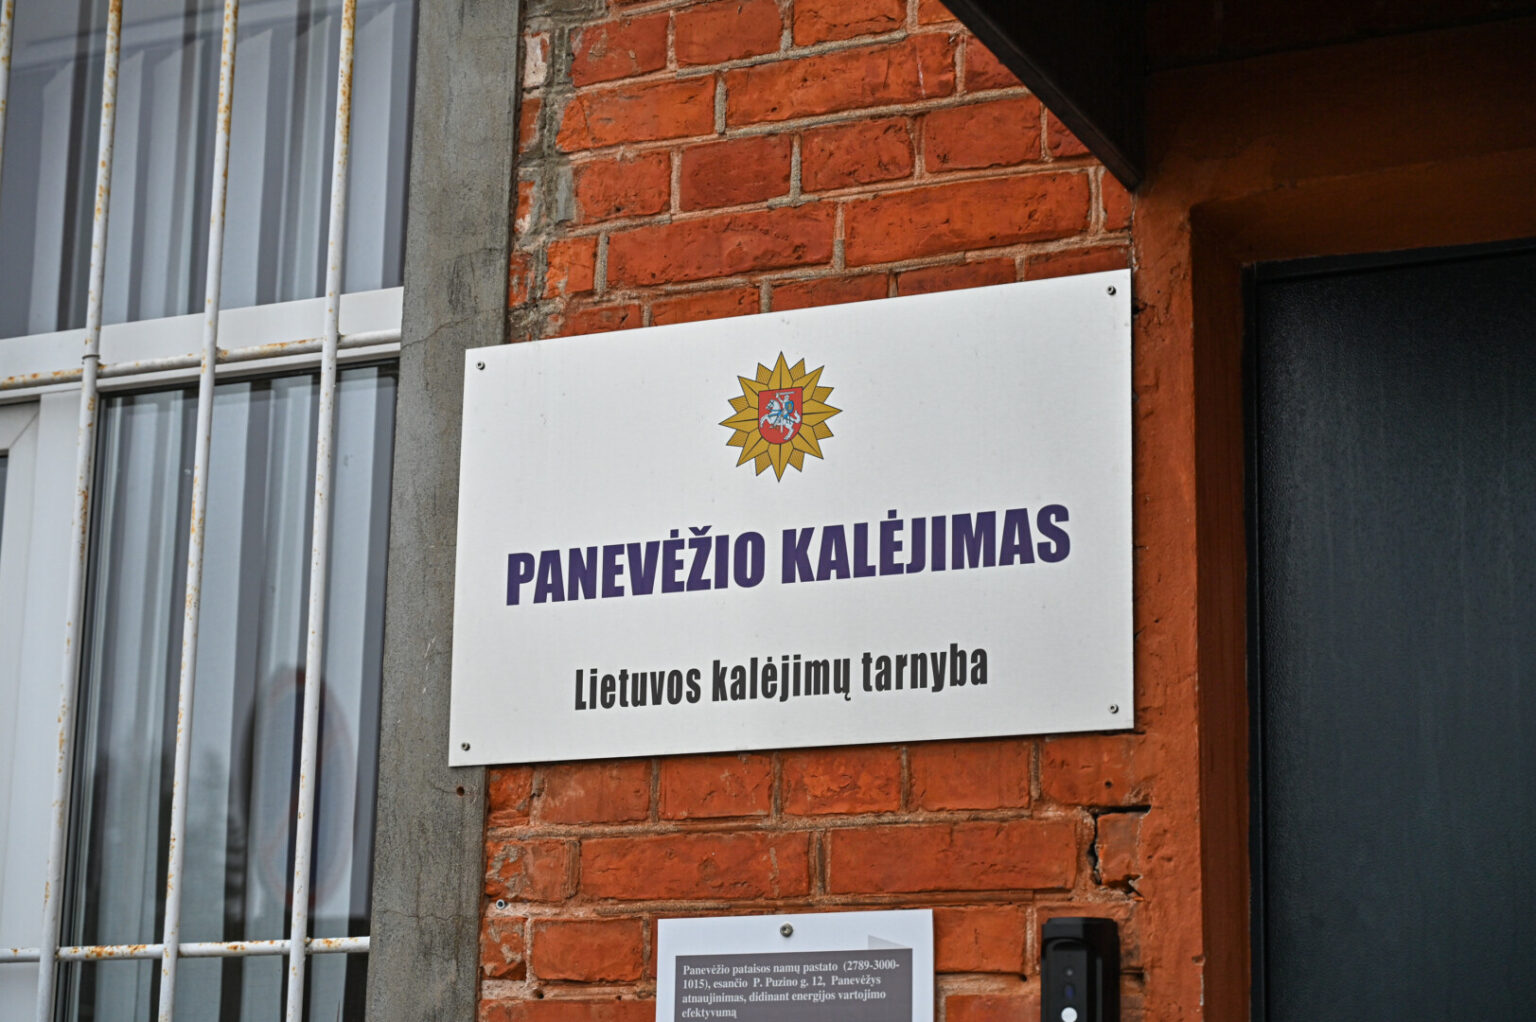 PANEVĖŽIO KALĖJIMAS
Lietuvos kalėjimų tarnyba
Panevėžio pataisos namų pastato (2789-3000-
1015), esančio P. Puzino g. 12, Panevėžys
atnaujinimas, didinant energijos vartojimo
efektyvumą